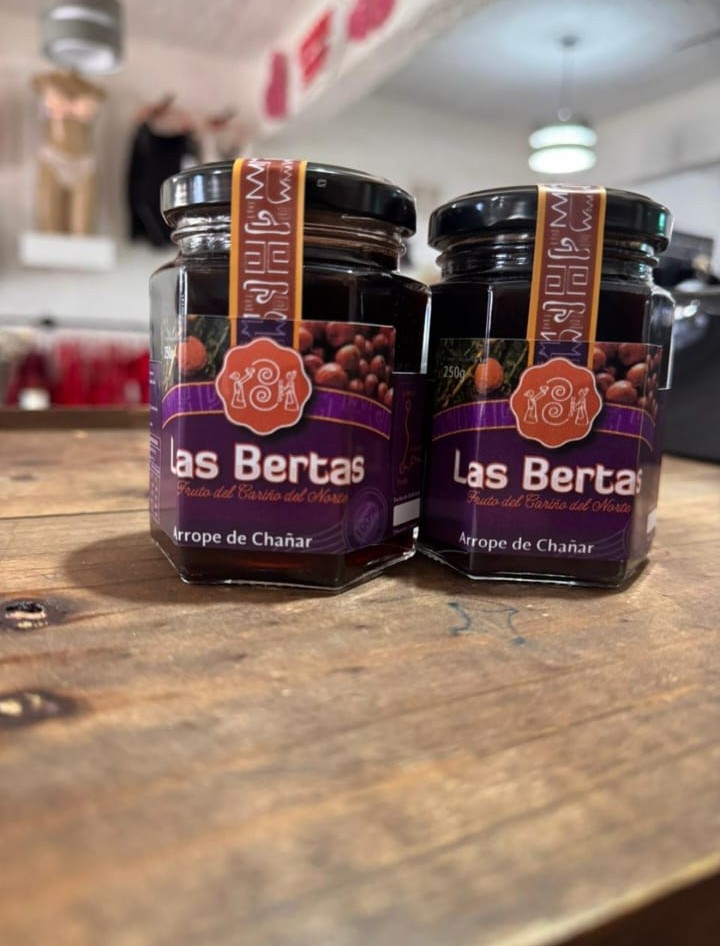 Las Bertas
Fruto del Cariño del Norte
Arrope de Chañar
250g
Las Bertas
Fruto del Cariño del Norte
Arrope de Chañar